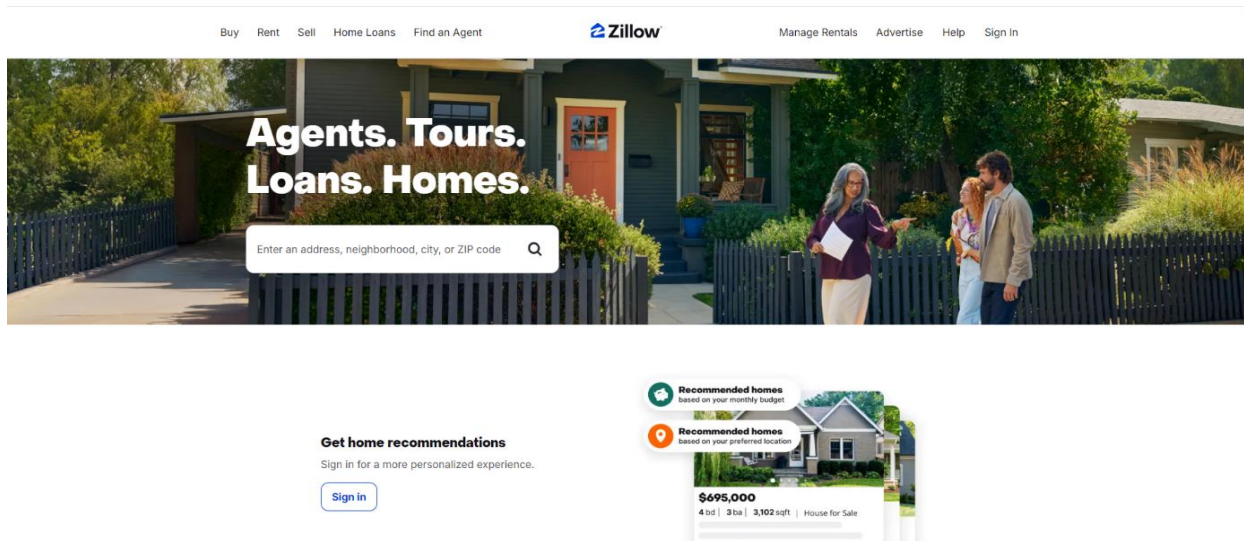 Buy Rent Sell Home Loans Find an Agent Zillow Manage Rentals Advertise Help Sign In
Agents. Tours.
Loans. Homes.
Enter an address, neighborhood, city, or ZIP code
Get home recommendations
Sign in for a more personalized experience.
Sign in
Recommended homes
based on your monthly budget
Recommended homes
based on your preferred location
$695,000
4 bd | 3 ba | 3,102 sqft | House for Sale